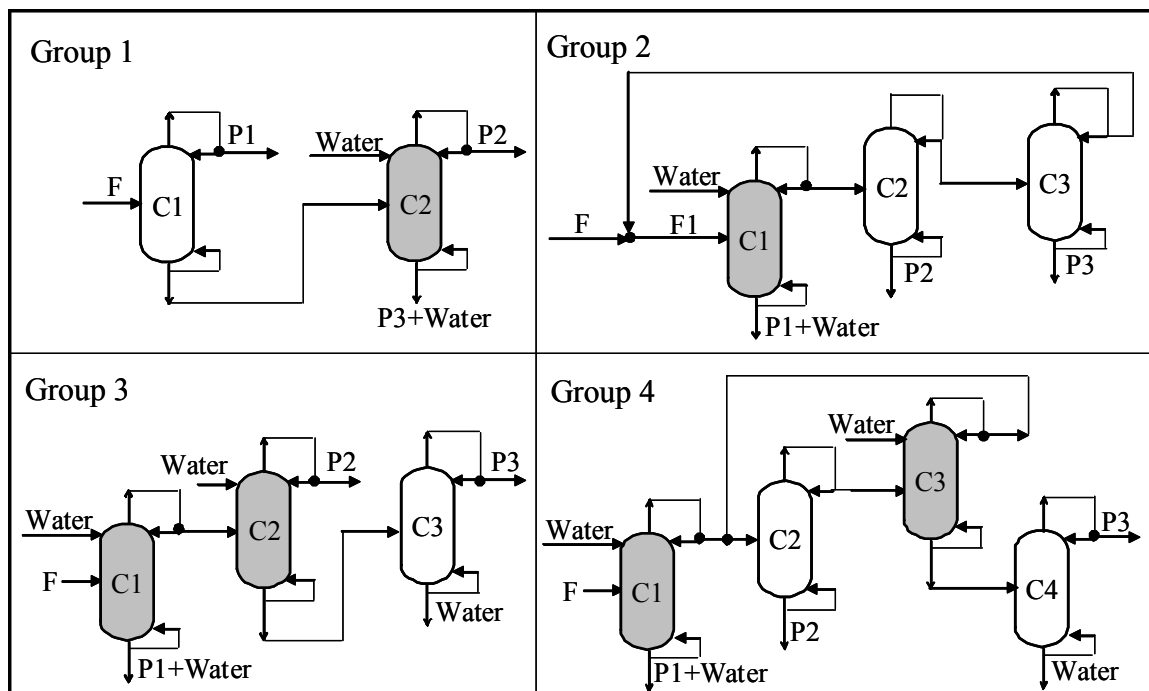 Group 1
P1
F
C1
Water
P2
C2
P3+Water
Group 2
Water
F
F1
C1
P1+Water
C2
P2
C3
P3
Group 3
Water
F
C1
P1+Water
Water
P2
C2
P3
C3
Water
Group 4
Water
F
C1
P1+Water
C2
P2
Water
C3
P3
C4
Water